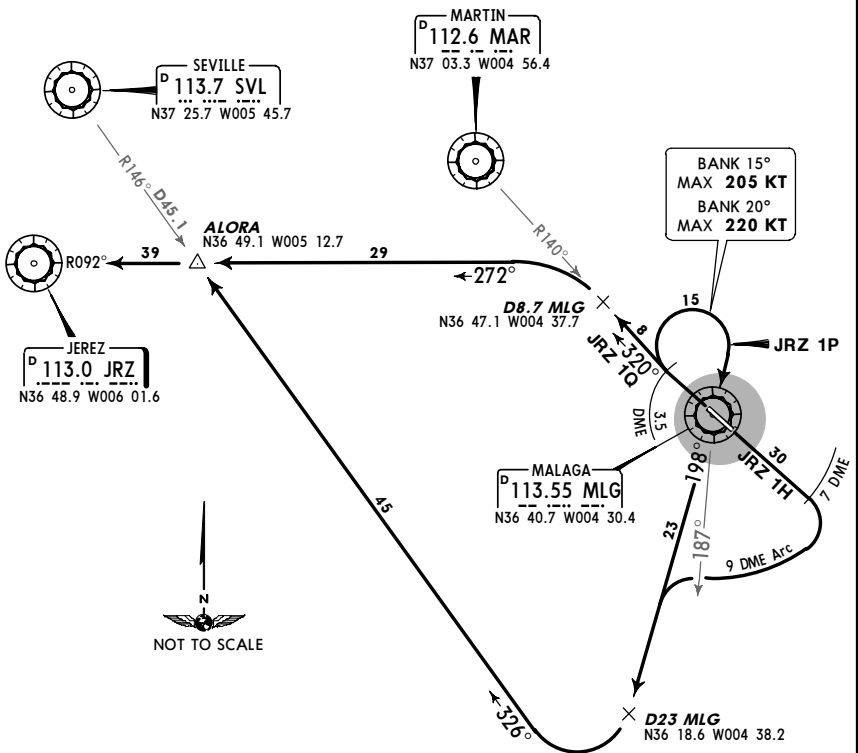 MARTIN
D 112.6 MAR
N37 03.3 W004 56.4
SEVILLE
D 113.7 SVL
N37 25.7 W005 45.7
BANK 15°
MAX 205 KT
BANK 20°
MAX 220 KT
R146° D45.1
ALORA
N36 49.1 W005 12.7
R140°
R092°
39
29
272°
D8.7 MLG
N36 47.1 W004 37.7
15
8
320°
JRZ 1Q
JRZ 1P
JEREZ
D 113.0 JRZ
N36 48.9 W006 01.6
3.5
DME
MALAGA
D 113.55 MLG
N36 40.7 W004 30.4
198°
30
JRZ 1H
7 DME
45
23
187°
9 DME Arc
N
NOT TO SCALE
326°
D23 MLG
N36 18.6 W004 38.2